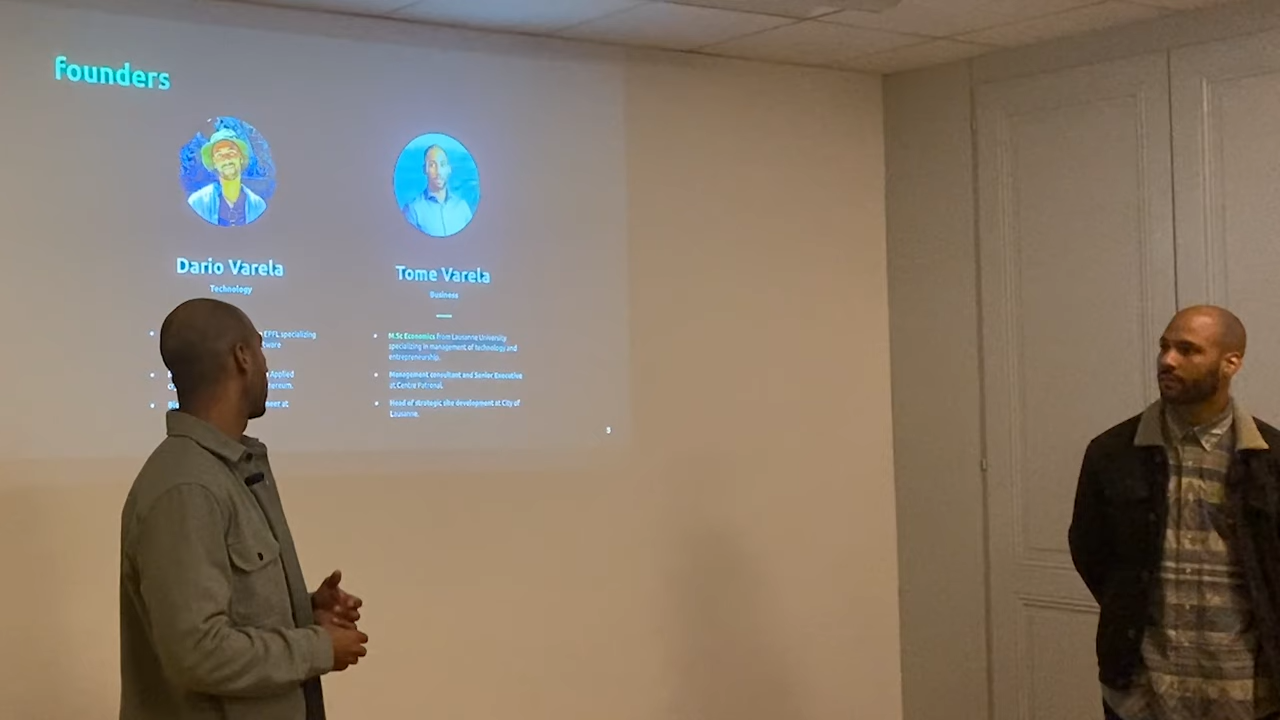 founders
Dario Varela
Technology
EPFL specializing
Applied
Tome Varela
Business
M.Sc Economics from Lausanne University
specializing in management of technology and
entrepreneurship.
Management consultant and Senior Executive
at Centre Patronal.
Head of strategic site development at City of
Lausanne.
3